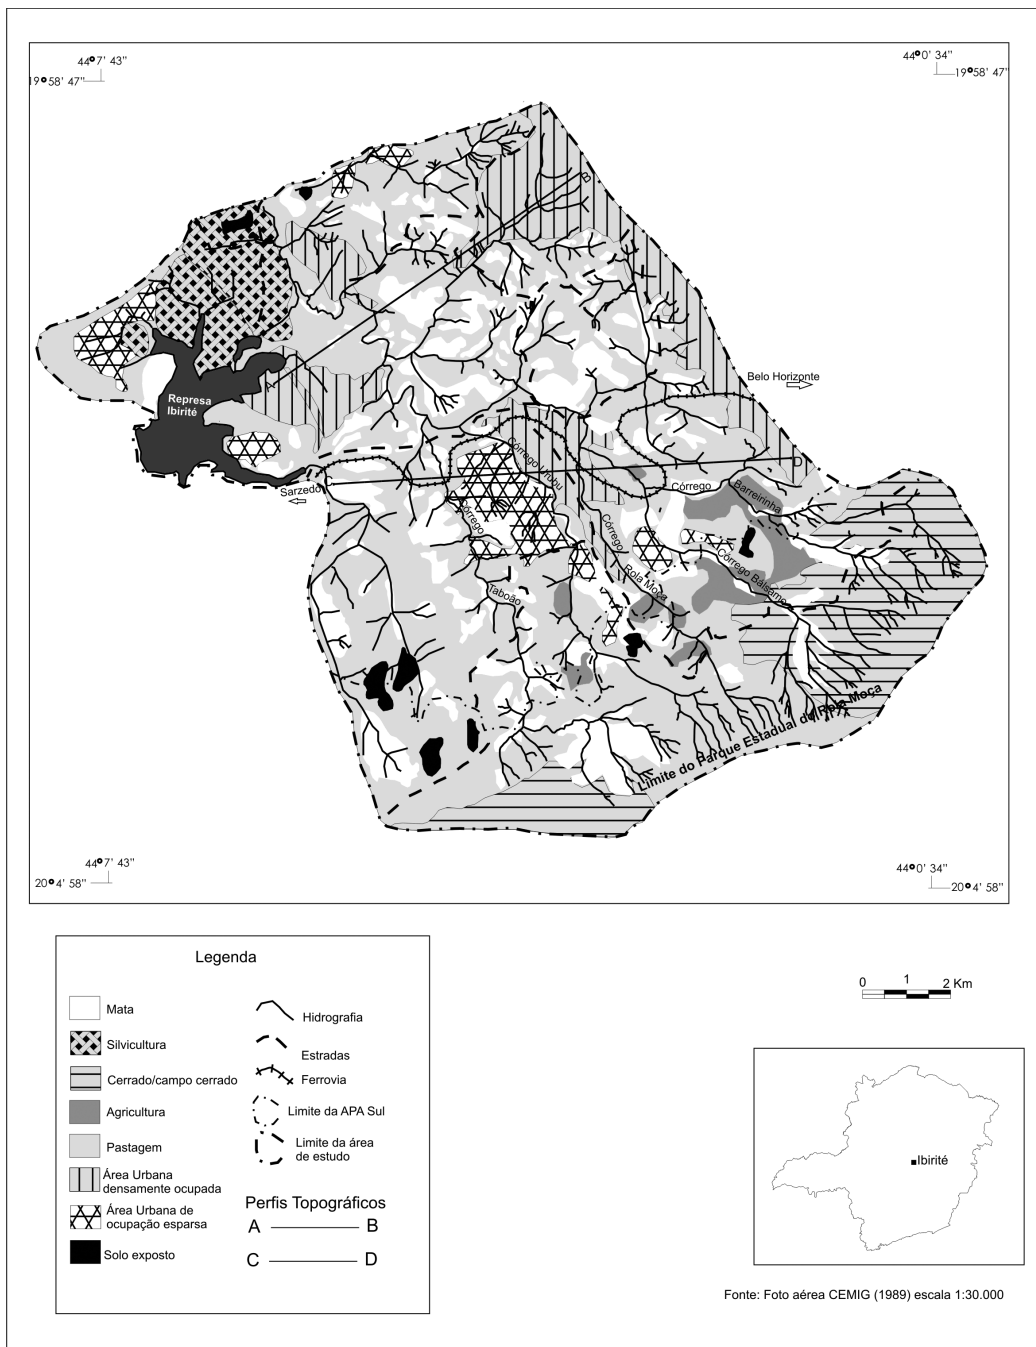 44° 7' 43"
19° 58' 47"
44° 0' 34"
19° 58' 47"
B
A
Belo Horizonte
Represa
Ibirité
Córrego Urubu
D
C
Sarzedo
Córrego
Barreirinha
Córrego
Taboão
Córrego
Rola Moça
Córrego Balsamo
Limite do Parque Estadual do Rola Moça
44° 7' 43"
20° 4' 58"
44° 0' 34"
20° 4' 58"
Legenda
Mata
Silvicultura
Cerrado/campo cerrado
Agricultura
Pastagem
Área Urbana
densamente ocupada
Área Urbana de
ocupação esparsa
Solo exposto
Hidrografia
Estradas
Ferrovia
Limite da APA Sul
Limite da área
de estudo
Perfis Topográficos
A B
C D
0 1 2 Km
Ibirité
Fonte: Foto aérea CEMIG (1989) escala 1:30.000